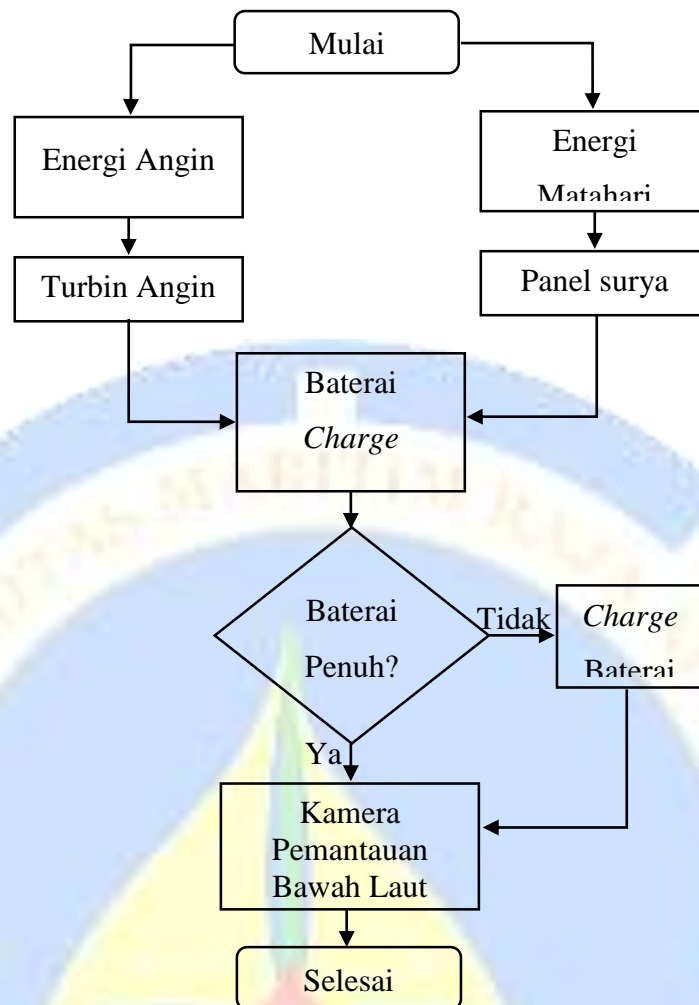 Mulai
Energi Angin
Energi
Matahari
Turbin Angin
Panel surya
Baterai
Charge
Baterai
Penuh?
Tidak
Charge
Baterai
Ya
Kamera
Pemantauan
Bawah Laut
Selesai